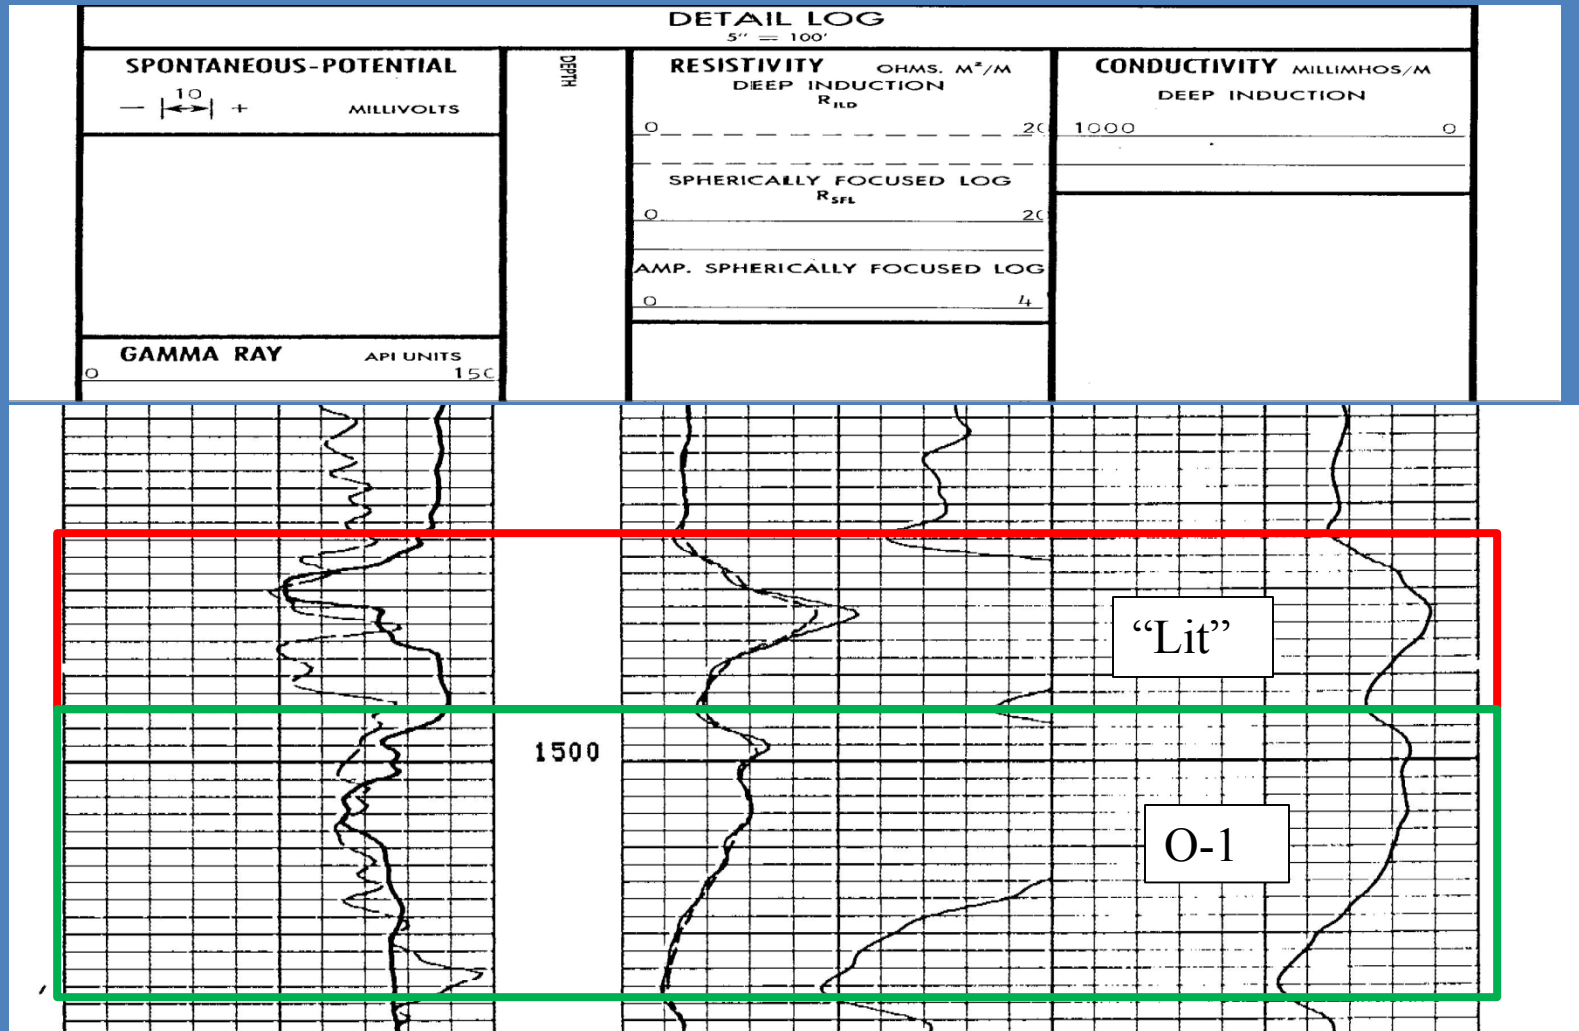 DETAIL LOG
5" = 100'
SPONTANEOUS-POTENTIAL
— 10 + MILLIVOLTS
GAMMA RAY API UNITS
0 150
DEPTH
RESISTIVITY OHMS. M²/M
DEEP INDUCTION
RILD
0 20
SPHERICALLY FOCUSED LOG
RSFL
0 20
AMP. SPHERICALLY FOCUSED LOG
0 4
CONDUCTIVITY MILLIMHOS/M
DEEP INDUCTION
1000 0
“Lit”
1500
O-1